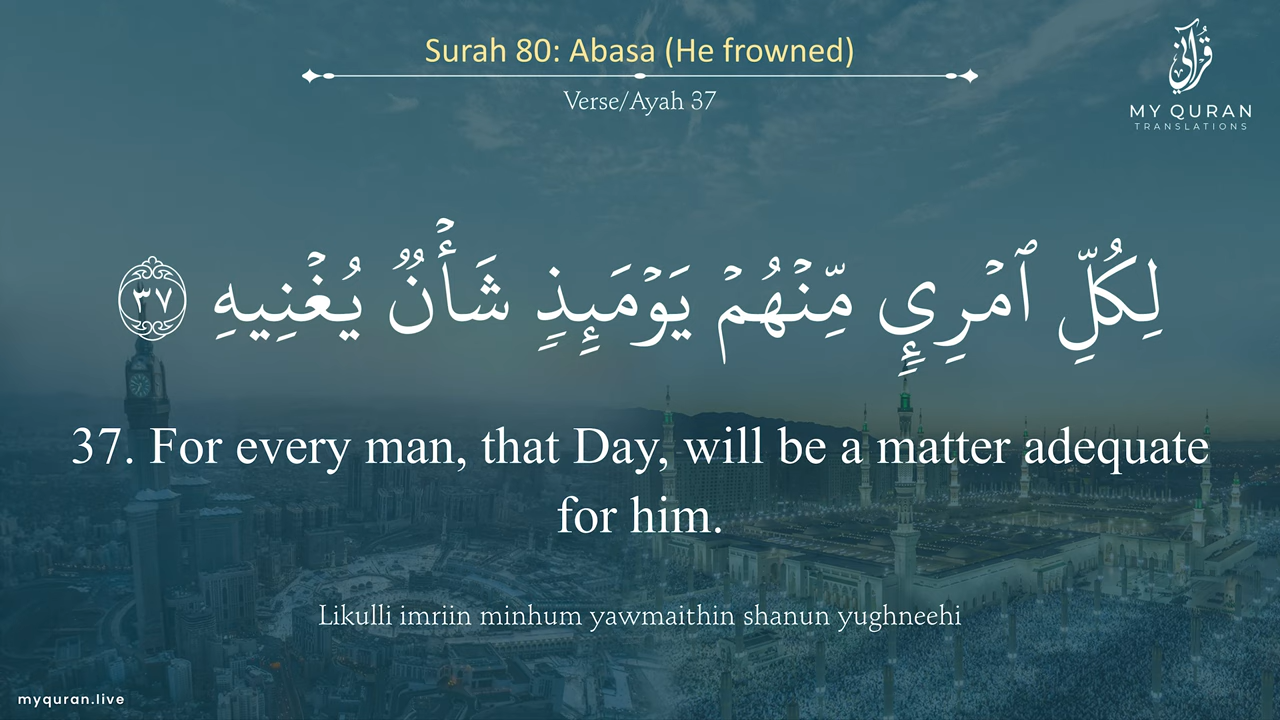 Surah 80: Abasa (He frowned)
Verse/Ayah 37
قُرْآنِي
MY QURAN
TRANSLATIONS
لِكُلِّ ٱمۡرِيٕٖ مِّنۡهُمۡ يَوۡمَئِذٖ شَأۡنٞ يُغۡنِيهِ ٣٧
37. For every man, that Day, will be a matter adequate
for him.
Likulli imriin minhum yawmaithin shanun yughneehi
myquran.live